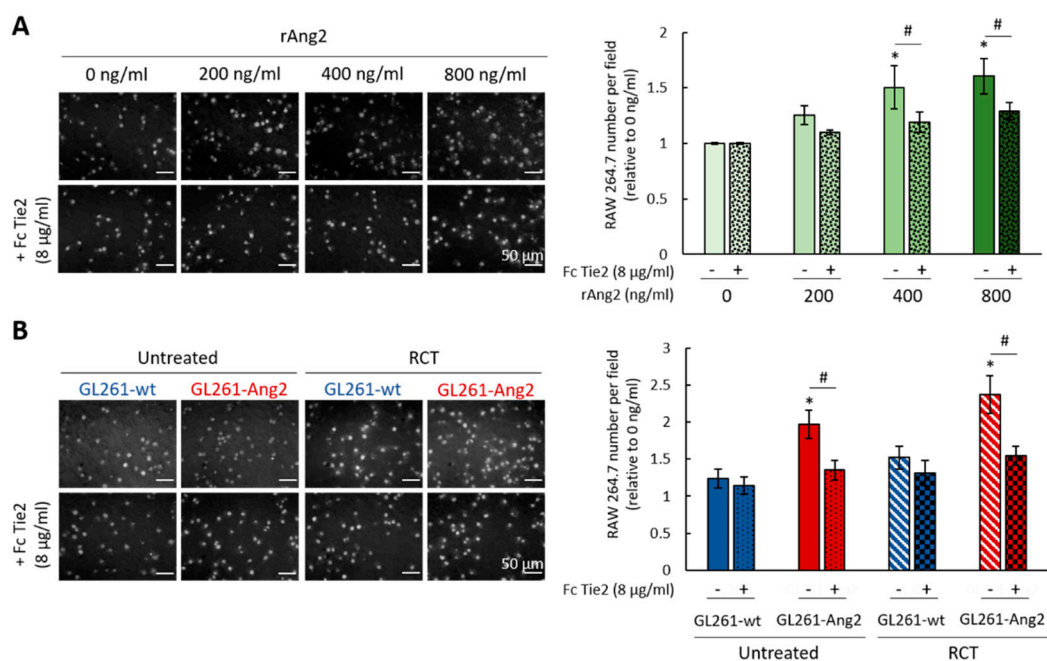 A
rAng2
0 ng/ml 200 ng/ml 400 ng/ml 800 ng/ml
+ Fc Tie2
(8 µg/ml)
50 µm
RAW 264.7 number per field
(relative to 0 ng/ml)
2
1.5
1
0.5
0
*
#
*
#
Fc Tie2 (8 µg/ml) - + - + - + - +
rAng2 (ng/ml) 0 200 400 800
B
Untreated RCT
GL261-wt GL261-Ang2 GL261-wt GL261-Ang2
+ Fc Tie2
(8 µg/ml)
50 µm
RAW 264.7 number per field
(relative to 0 ng/ml)
3
2.5
2
1.5
1
0.5
0
*
#
*
#
Fc Tie2 (8 µg/ml) - + - + - + - +
GL261-wt GL261-Ang2 GL261-wt GL261-Ang2
Untreated RCT